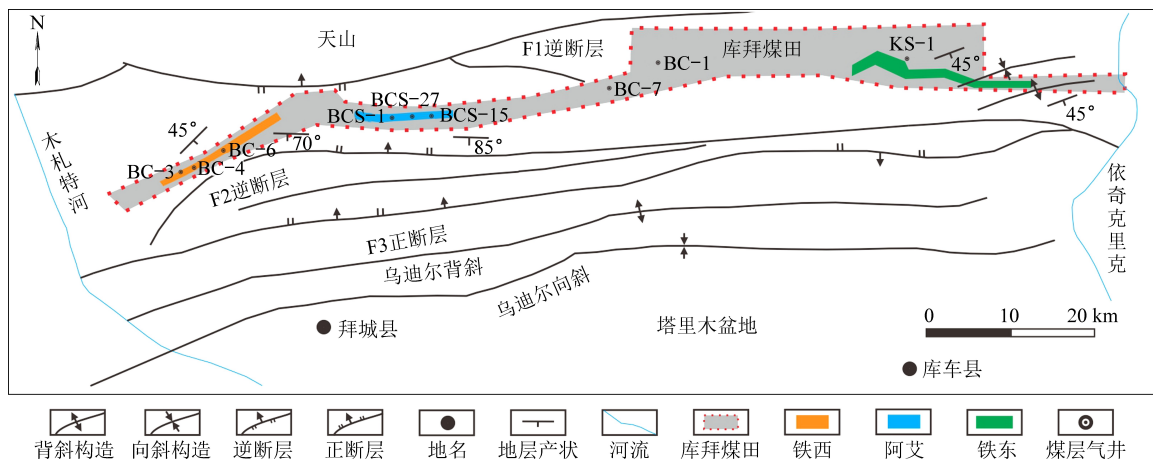 N
天山
F1逆断层
库拜煤田
KS-1
45°
BC-1
BC-7
BCS-27
BCS-1
BCS-15
45°
45°
70°
85°
BC-6
BC-3
BC-4
木札特河
F2逆断层
依奇克里克
F3正断层
乌迪尔背斜
乌迪尔向斜
拜城县
塔里木盆地
0 10 20 km
库车县
背斜构造 向斜构造 逆断层 正断层 地名 地层产状 河流 库拜煤田 铁西 阿艾 铁东 煤层气井